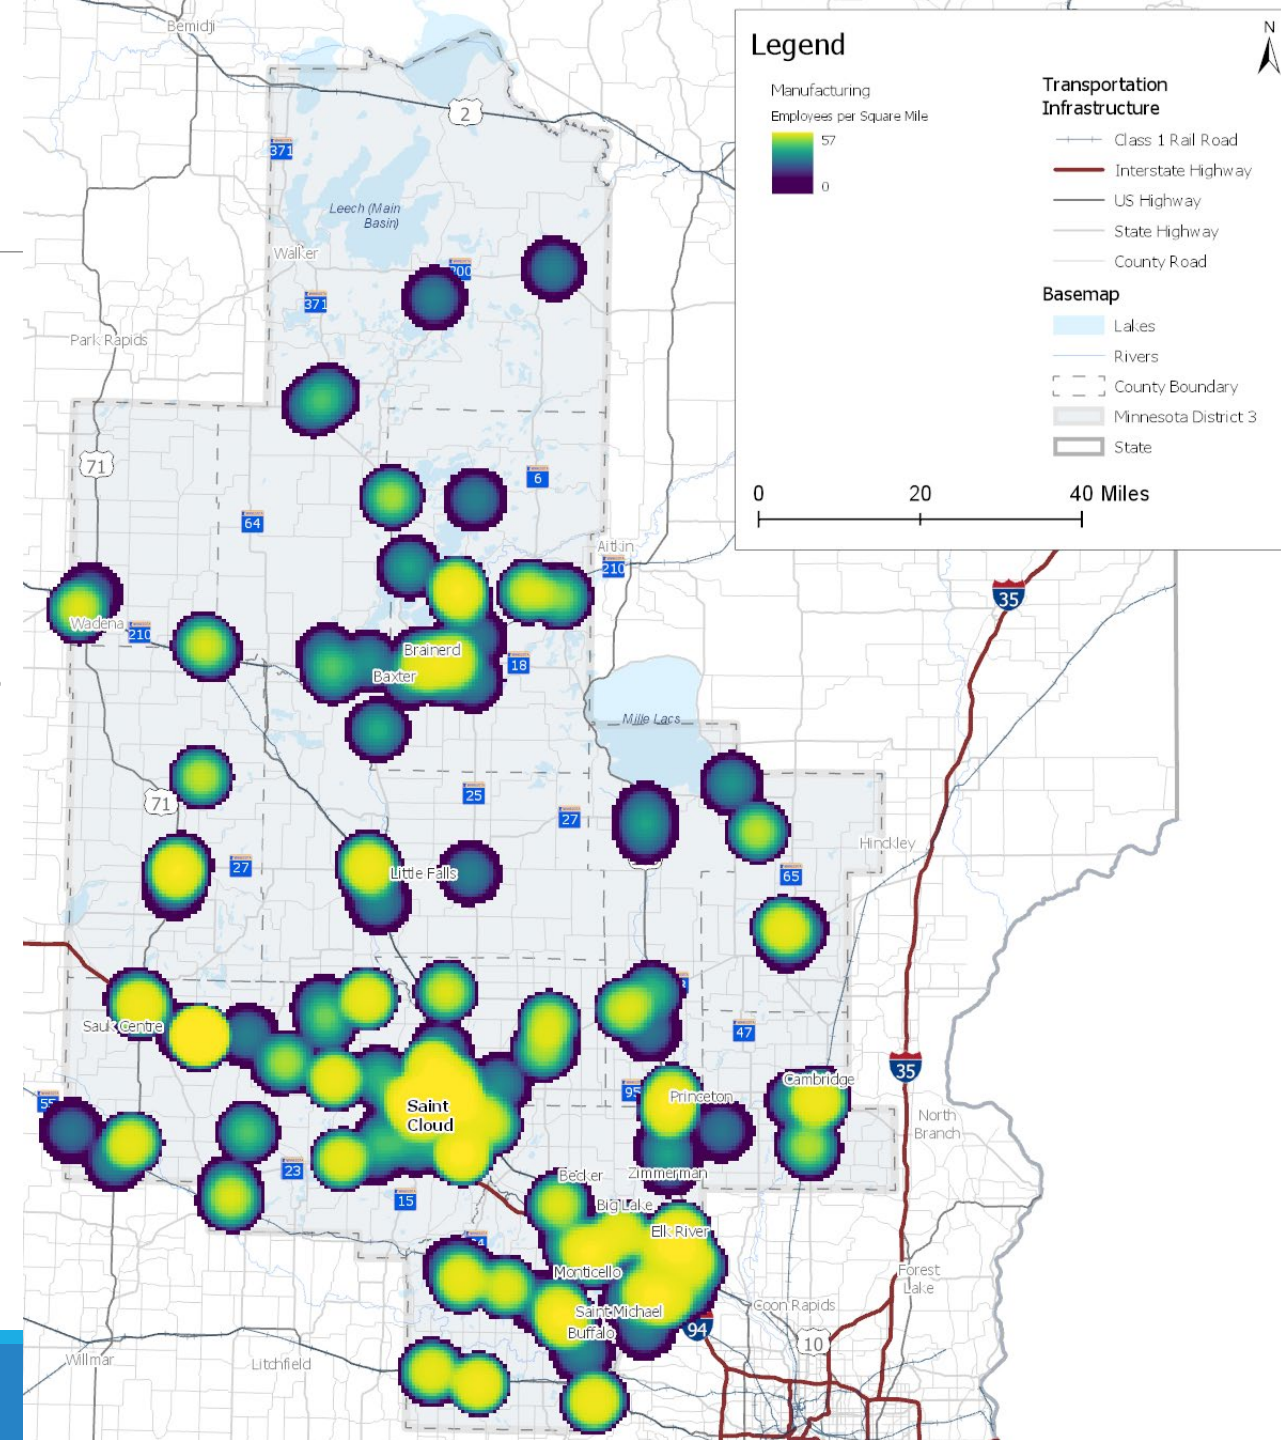 Legend
Manufacturing
Employees per Square Mile
57
0
Transportation
Infrastructure
Class 1 Rail Road
Interstate Highway
US Highway
State Highway
County Road
Basemap
Lakes
Rivers
County Boundary
Minnesota District 3
State
0 20 40 Miles
N
Bemidji
2
371
Leech (Main
Basin)
Walker
371
Park Rapids
71
6
64
Aitkin
210
35
Wadena
210
Brainerd
18
Baxter
Mille Lacs
71
25
27
Hinckley
27
Little Falls
65
Sauk Centre
47
35
55
95
Cambridge
Princeton
Saint
Cloud
North
Branch
23
Becker
Zimmerman
15
Big Lake
Elk River
Monticello
Forest
Lake
Saint Michael
Coon Rapids
Buffalo
94
10
Willmar
Litchfield